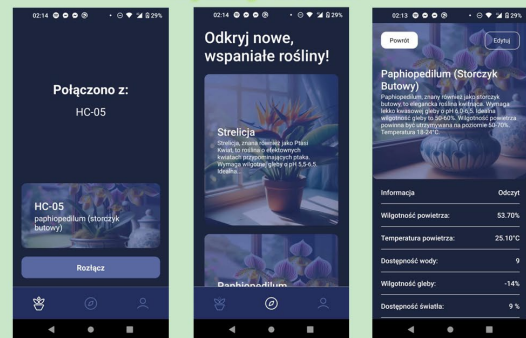 02:14
29%
Połączono z:
HC-05
HC-05
paphiopedilum (storczyk
butowy)
Rozłącz
02:14
29%
Odkryj nowe,
wspaniałe rośliny!
Strelicja
Strelicja, znana również jako Ptasi
Kwiat, to roślina o efektownych
kwiatach przypominających ptaka.
Wymaga wilgotnej gleby o pH 5,5-6,5.
Idealna...
Paphiopedilum
02:13
29%
Powrót
Edytuj
Paphiopedilum (Storczyk
Butowy)
Paphiopedilum, znany również jako storczyk
butowy, to elegancka roślina kwitnąca. Wymaga
lekko kwasowej gleby o pH 6.0-6.5. Idealna
wilgotność gleby to 50-60%. Wilgotność powietrza
powinna być utrzymywana na poziomie 50-70%.
Temperatura 18-24°C.
Informacja Odczyt
Wilgotność powietrza: 53.70%
Temperatura powietrza: 25.10°C
Dostępność wody: 9
Wilgotność gleby: -14%
Dostępność światła: 9 %